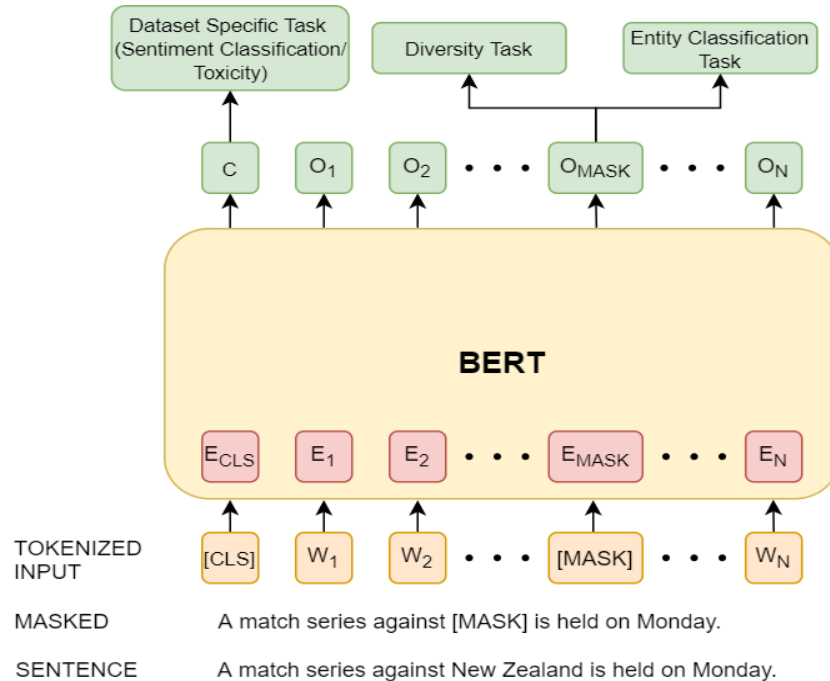 Dataset Specific Task
(Sentiment Classification/
Toxicity)
Diversity Task
Entity Classification
Task
C O1 O2 • • • OMASK • • • ON
BERT
ECLS E1 E2 • • • EMASK • • • EN
TOKENIZED
INPUT
[CLS] W1 W2 • • • [MASK] • • • WN
MASKED A match series against [MASK] is held on Monday.
SENTENCE A match series against New Zealand is held on Monday.